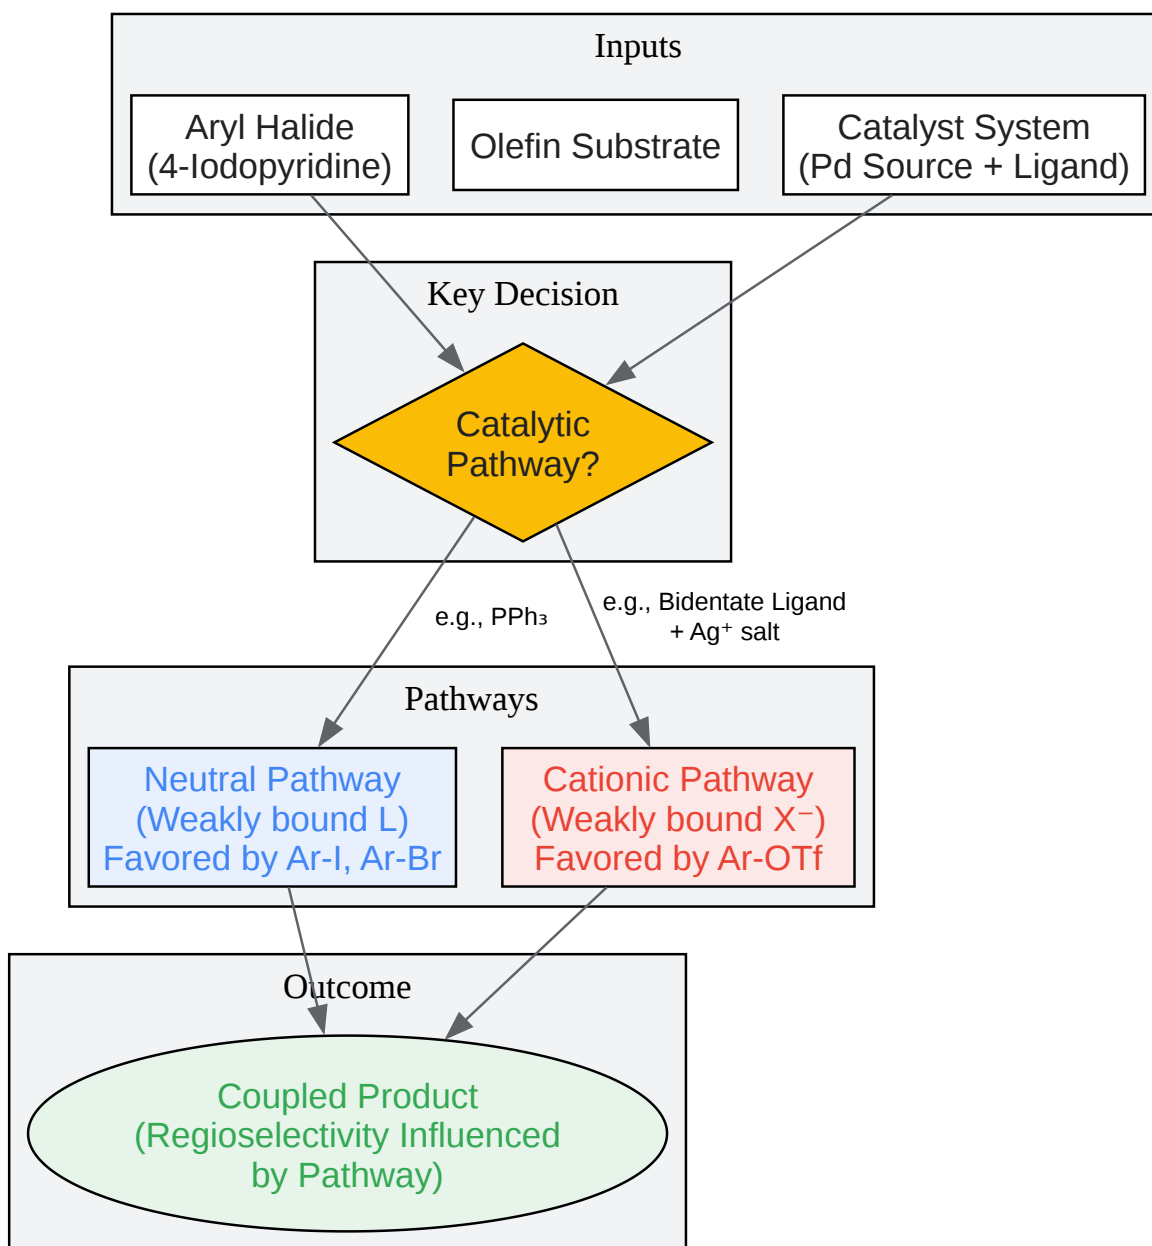 Inputs
Aryl Halide
(4-Iodopyridine)
Olefin Substrate
Catalyst System
(Pd Source + Ligand)
Key Decision
Catalytic
Pathway?
e.g., PPh₃
e.g., Bidentate Ligand
+ Ag⁺ salt
Pathways
Neutral Pathway
(Weakly bound L)
Favored by Ar-I, Ar-Br
Cationic Pathway
(Weakly bound X⁻)
Favored by Ar-OTf
Outcome
Coupled Product
(Regioselectivity Influenced
by Pathway)